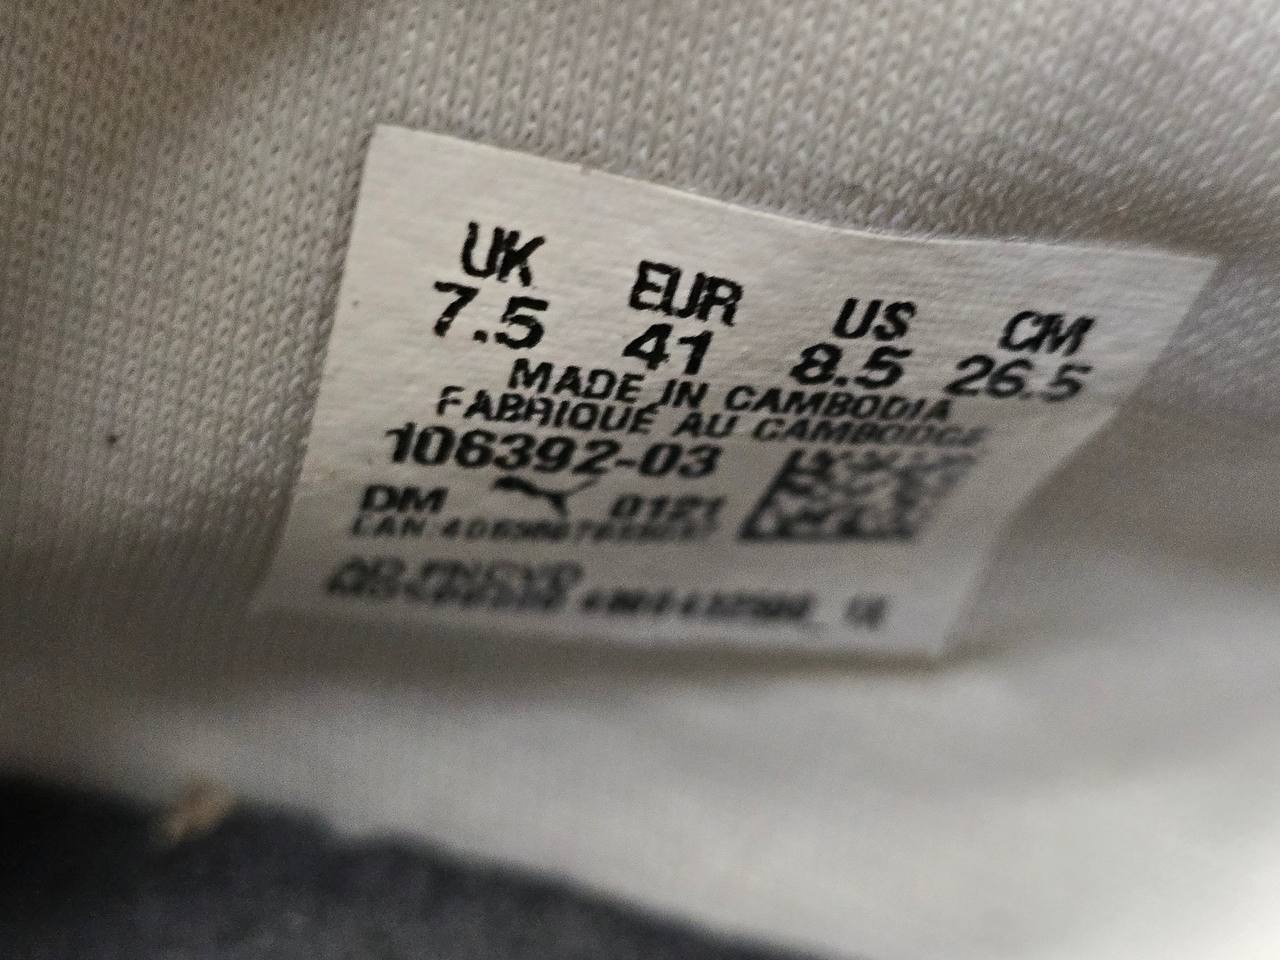 UK EUR US CM
7.5 41 8.5 26.5
MADE IN CAMBODIA
FABRIQUÉ AU CAMBODGE
106392-03
DM 0121
EAN